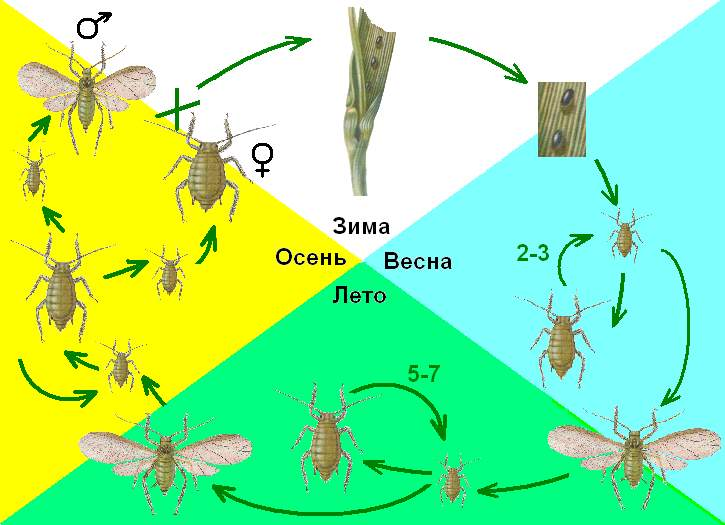 ♂
♀
Зима
2-3
Осень
Весна
Лето
5-7